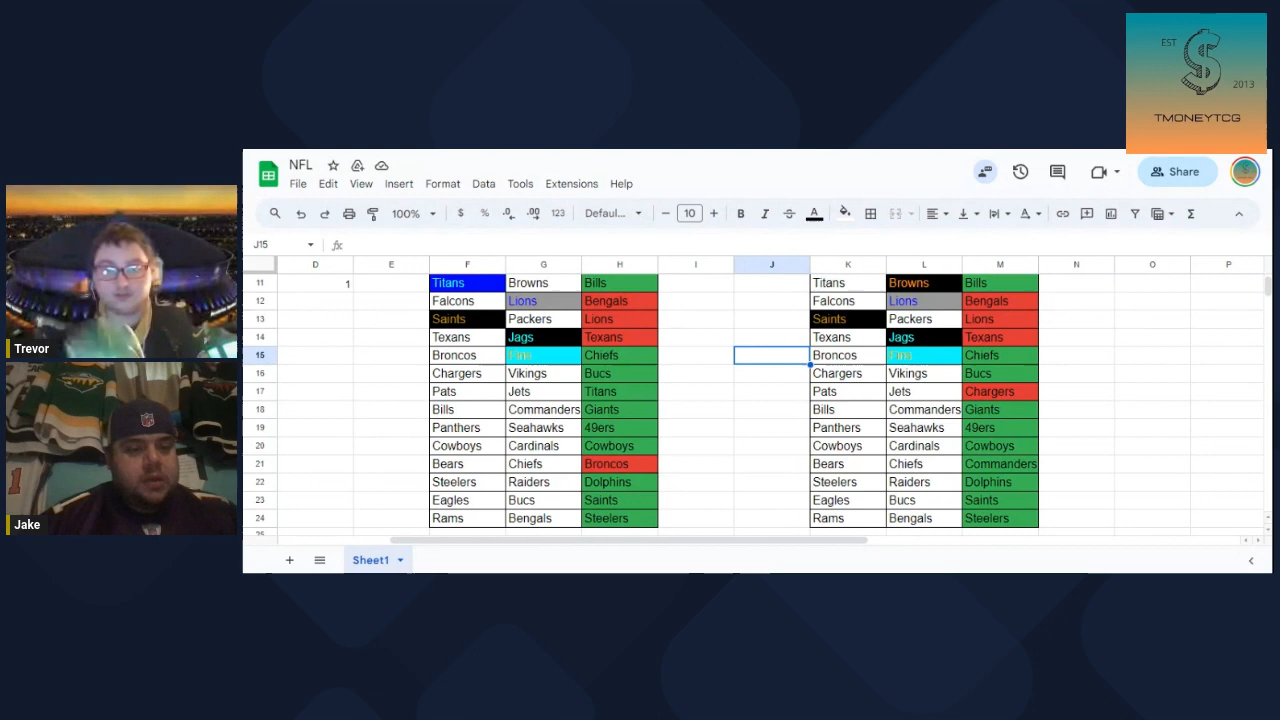 EST
2013
TMONEYTCG
NFL
File Edit View Insert Format Data Tools Extensions Help
Share
100% $ % .0 .00 123 Defaul... − 10 + B I A Σ
J15 fx
D E F G H I J K L M N O P
11 1 Titans Browns Bills Titans Browns Bills
12 Falcons Lions Bengals Falcons Lions Bengals
13 Saints Packers Lions Saints Packers Lions
14 Texans Jags Texans Texans Jags Texans
15 Broncos Fins Chiefs Broncos Fins Chiefs
16 Chargers Vikings Bucs Chargers Vikings Bucs
17 Pats Jets Titans Pats Jets Chargers
18 Bills Commanders Giants Bills Commanders Giants
19 Panthers Seahawks 49ers Panthers Seahawks 49ers
20 Cowboys Cardinals Cowboys Cowboys Cardinals Cowboys
21 Bears Chiefs Broncos Bears Chiefs Commanders
22 Steelers Raiders Dolphins Steelers Raiders Dolphins
23 Eagles Bucs Saints Eagles Bucs Saints
24 Rams Bengals Steelers Rams Bengals Steelers
25
Sheet1
Trevor
NFL
Jake